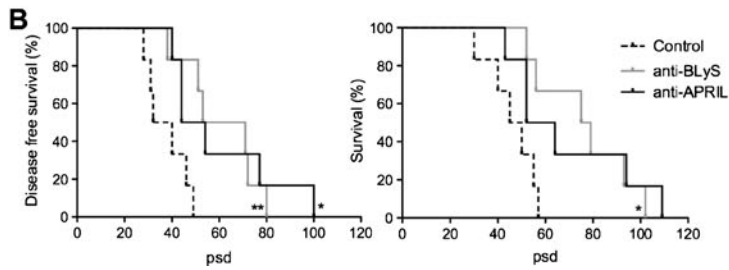 B
Disease free survival (%)
100
80
60
40
20
0
**
*
0 20 40 60 80 100 120
psd
Survival (%)
100
80
60
40
20
0
*
0 20 40 60 80 100 120
psd
Control
anti-BLyS
anti-APRIL